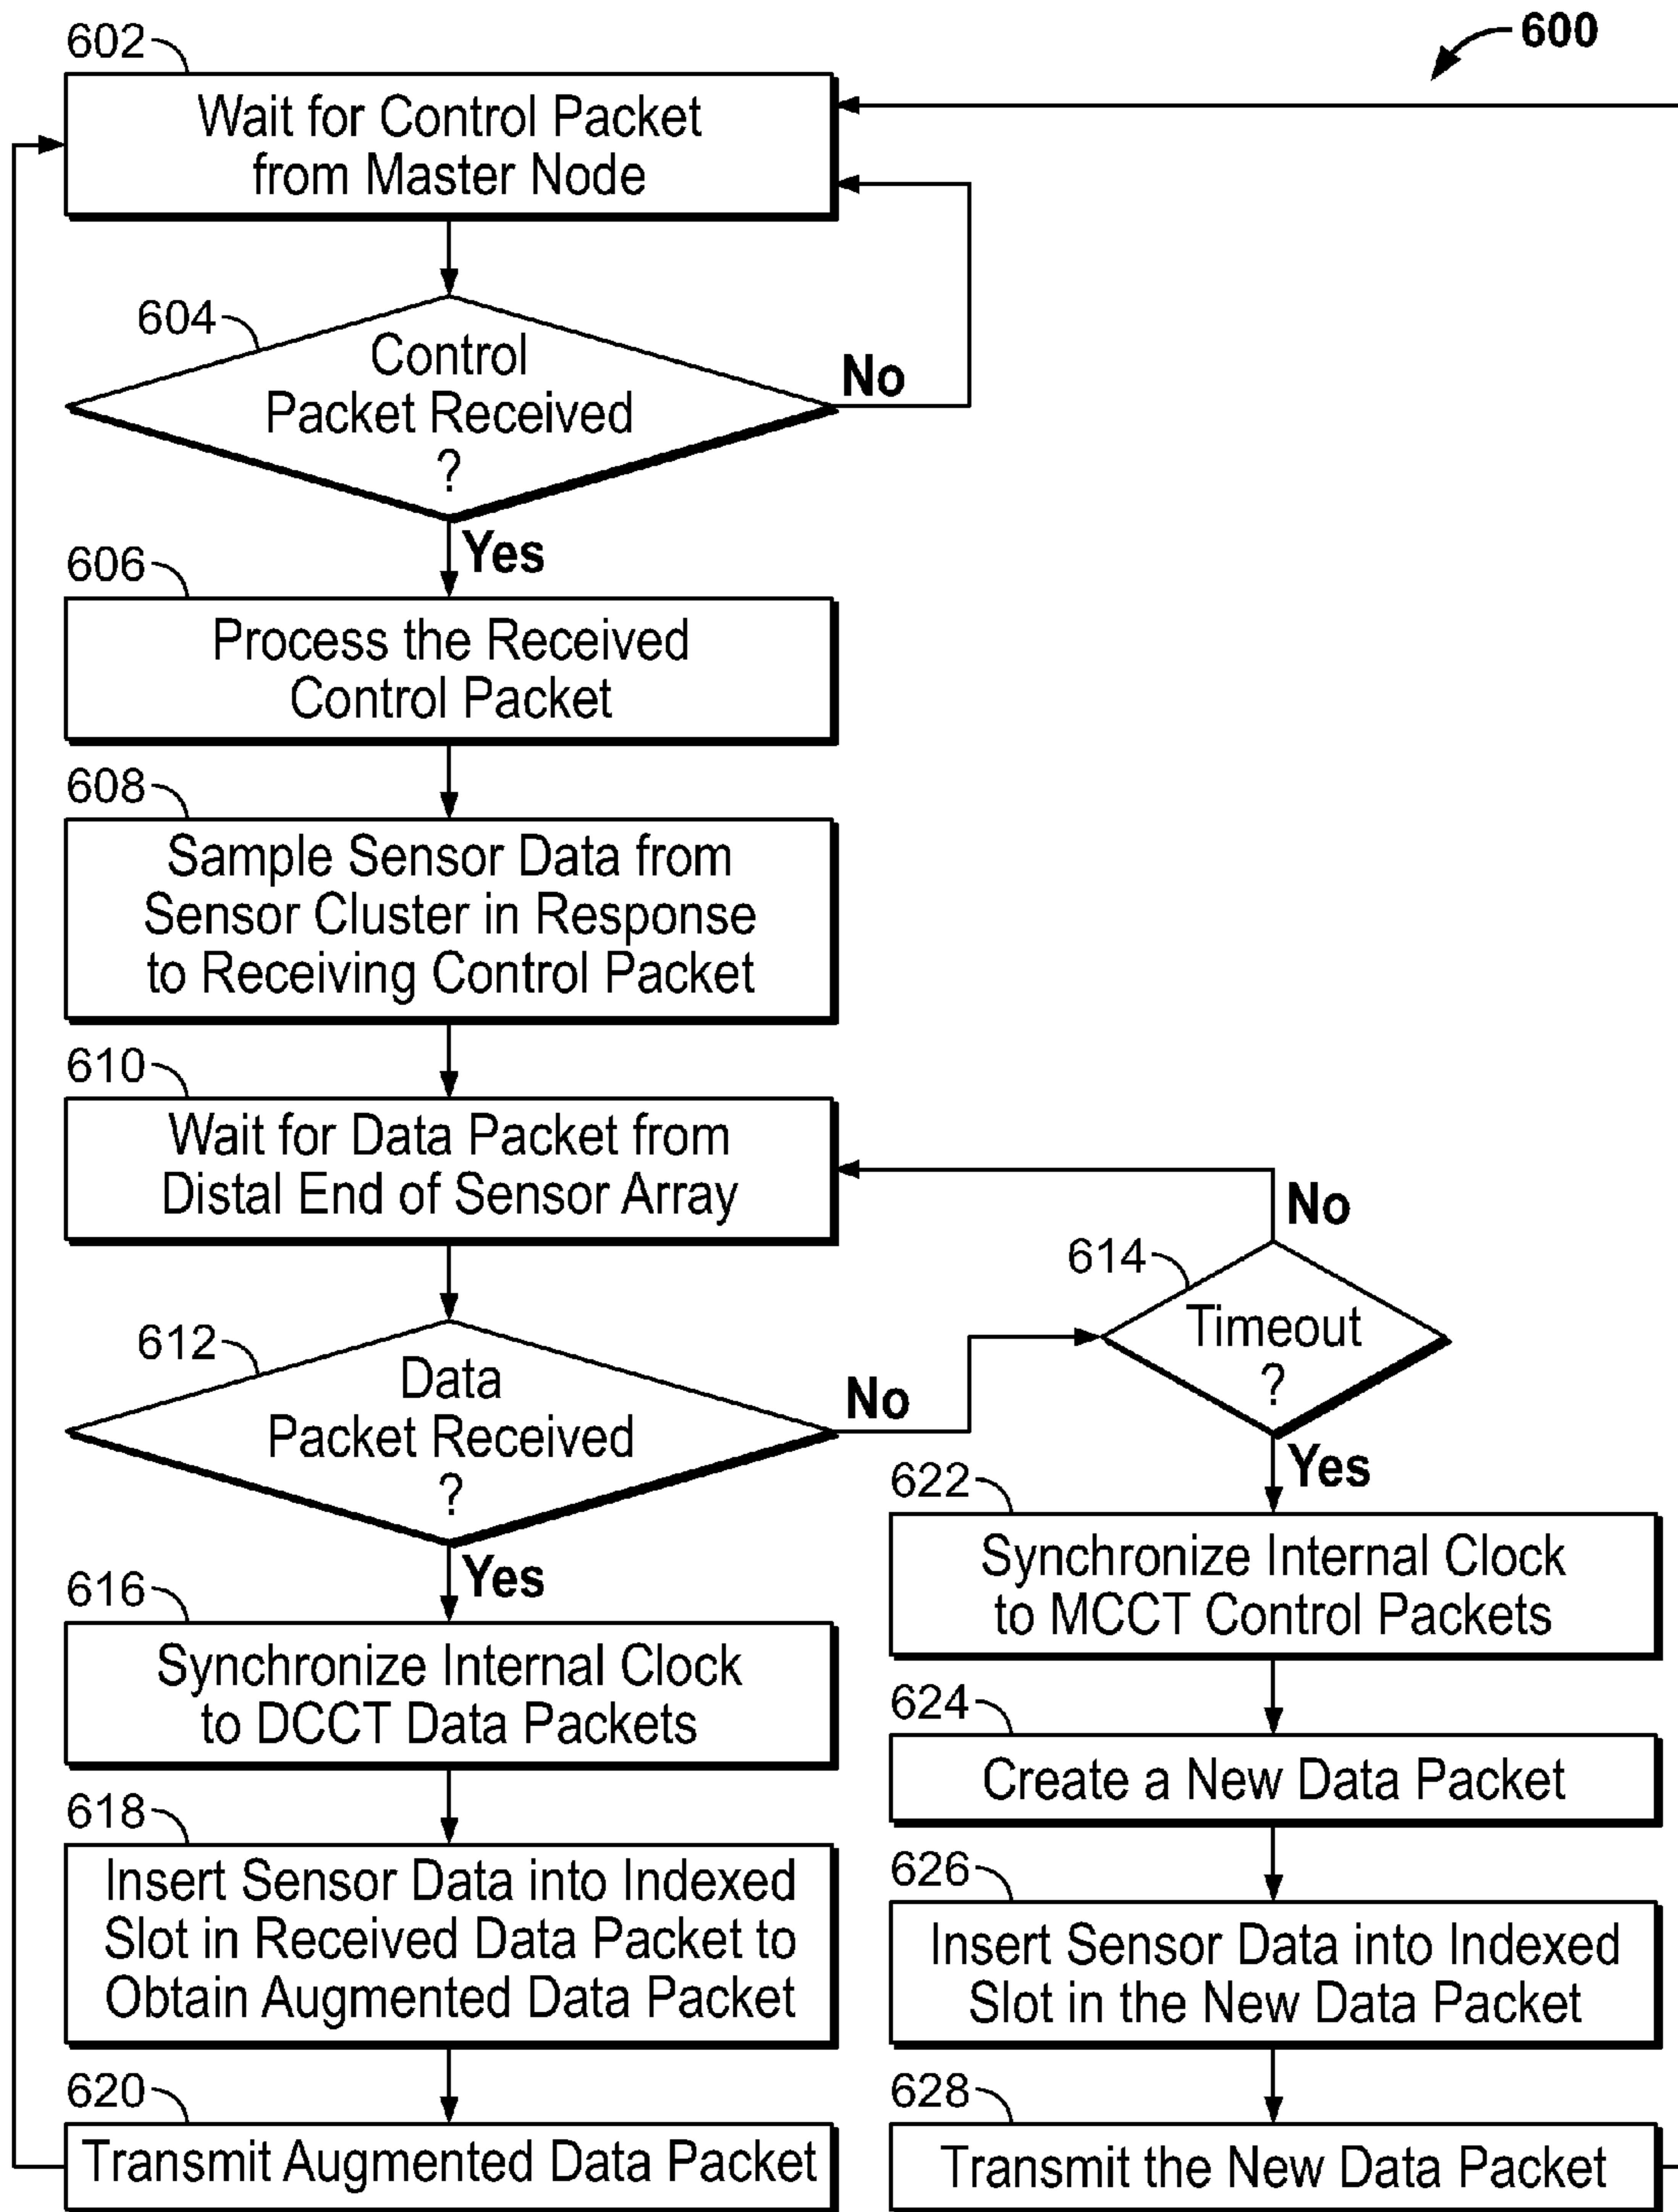 600
602
Wait for Control Packet
from Master Node
604
Control
Packet Received
?
No
Yes
606
Process the Received
Control Packet
608
Sample Sensor Data from
Sensor Cluster in Response
to Receiving Control Packet
610
Wait for Data Packet from
Distal End of Sensor Array
612
Data
Packet Received
?
No
Yes
614
Timeout
?
No
Yes
616
Synchronize Internal Clock
to DCCT Data Packets
618
Insert Sensor Data into Indexed
Slot in Received Data Packet to
Obtain Augmented Data Packet
620
Transmit Augmented Data Packet
622
Synchronize Internal Clock
to MCCT Control Packets
624
Create a New Data Packet
626
Insert Sensor Data into Indexed
Slot in the New Data Packet
628
Transmit the New Data Packet